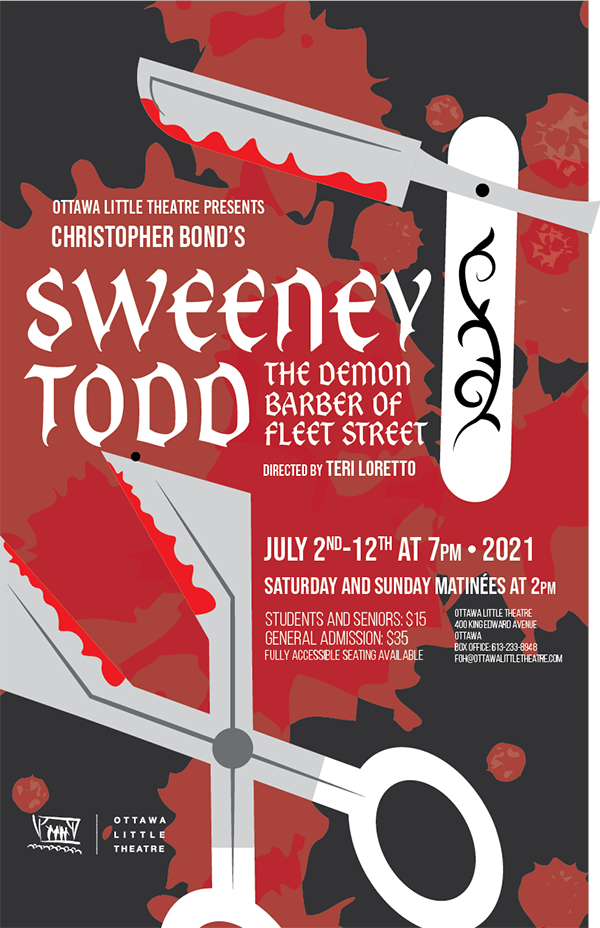 OTTAWA LITTLE THEATRE PRESENTS
CHRISTOPHER BOND'S
SWEENEY
TODD
THE DEMON
BARBER OF
FLEET STREET
DIRECTED BY TERI LORETTO
JULY 2ND-12TH AT 7PM • 2021
SATURDAY AND SUNDAY MATINÉES AT 2PM
STUDENTS AND SENIORS: $15
GENERAL ADMISSION: $35
FULLY ACCESSIBLE SEATING AVAILABLE
OTTAWA LITTLE THEATRE
400 KING EDWARD AVENUE
OTTAWA
BOX OFFICE: 613-233-8948
FOH@OTTAWALITTLETHEATRE.COM
OTTAWA
LITTLE
THEATRE